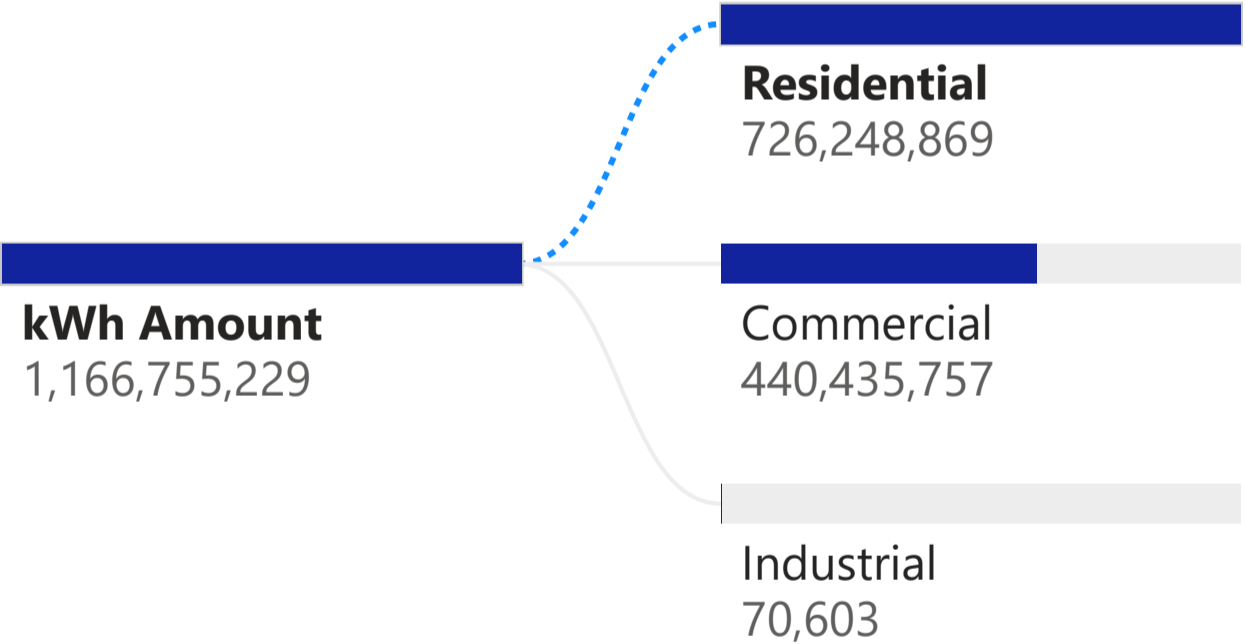 Residential
726,248,869
kWh Amount
1,166,755,229
Commercial
440,435,757
Industrial
70,603